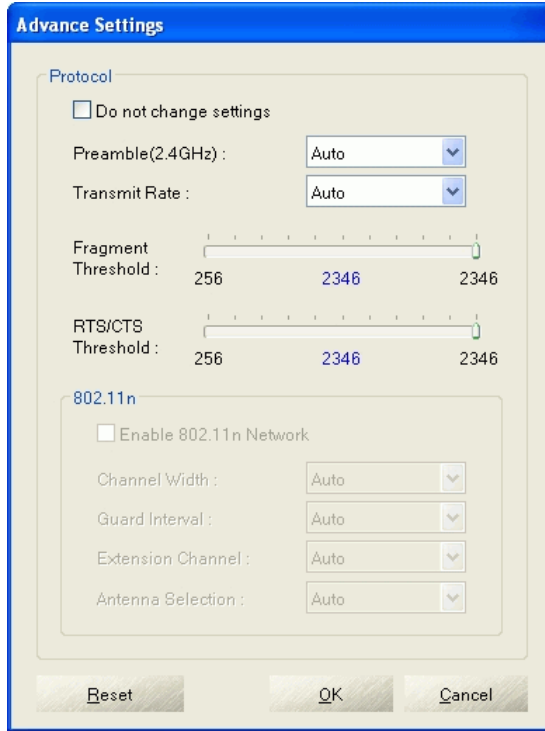 Advance Settings
Protocol
Do not change settings
Preamble(2.4GHz) : Auto
Transmit Rate : Auto
Fragment
Threshold :
256 2346 2346
RTS/CTS
Threshold :
256 2346 2346
802.11n
Enable 802.11n Network
Channel Width : Auto
Guard Interval : Auto
Extension Channel : Auto
Antenna Selection : Auto
Reset OK Cancel